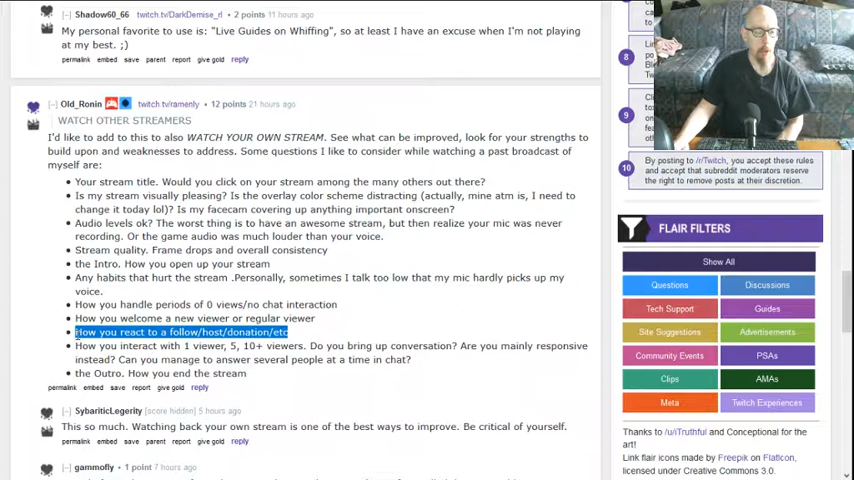 [-] Shadow60_66 twitch.tv/DarkDemise_rl • 2 points 11 hours ago
My personal favorite to use is: "Live Guides on Whiffing", so at least I have an excuse when I'm not playing
at my best. ;)
permalink embed save parent report give gold reply
[-] Old_Ronin twitch.tv/ramenly • 12 points 21 hours ago
WATCH OTHER STREAMERS
I'd like to add to this to also WATCH YOUR OWN STREAM. See what can be improved, look for your strengths to
build upon and weaknesses to address. Some questions I like to consider while watching a past broadcast of
myself are:
• Your stream title. Would you click on your stream among the many others out there?
• Is my stream visually pleasing? Is the overlay color scheme distracting (actually, mine atm is, I need to
change it today lol)? Is my facecam covering up anything important onscreen?
• Audio levels ok? The worst thing is to have an awesome stream, but then realize your mic was never
recording. Or the game audio was much louder than your voice.
• Stream quality. Frame drops and overall consistency
• the Intro. How you open up your stream
• Any habits that hurt the stream .Personally, sometimes I talk too low that my mic hardly picks up my
voice.
• How you handle periods of 0 views/no chat interaction
• How you welcome a new viewer or regular viewer
• How you react to a follow/host/donation/etc
• How you interact with 1 viewer, 5, 10+ viewers. Do you bring up conversation? Are you mainly responsive
instead? Can you manage to answer several people at a time in chat?
• the Outro. How you end the stream
permalink embed save report give gold reply
[-] SybariticLegerity [score hidden] 5 hours ago
This so much. Watching back your own stream is one of the best ways to improve. Be critical of yourself.
permalink embed save parent report give gold reply
[-] gammofly • 1 point 7 hours ago
8
9
10
By posting to /r/Twitch, you accept these rules
and accept that subreddit moderators reserve
the right to remove posts at their discretion.
FLAIR FILTERS
Show All
Questions Discussions
Tech Support Guides
Site Suggestions Advertisements
Community Events PSAs
Clips AMAs
Meta Twitch Experiences
Thanks to /u/iTruthful and Conceptional for the
art!
Link flair icons made by Freepik on FlatIcon,
licensed under Creative Commons 3.0.